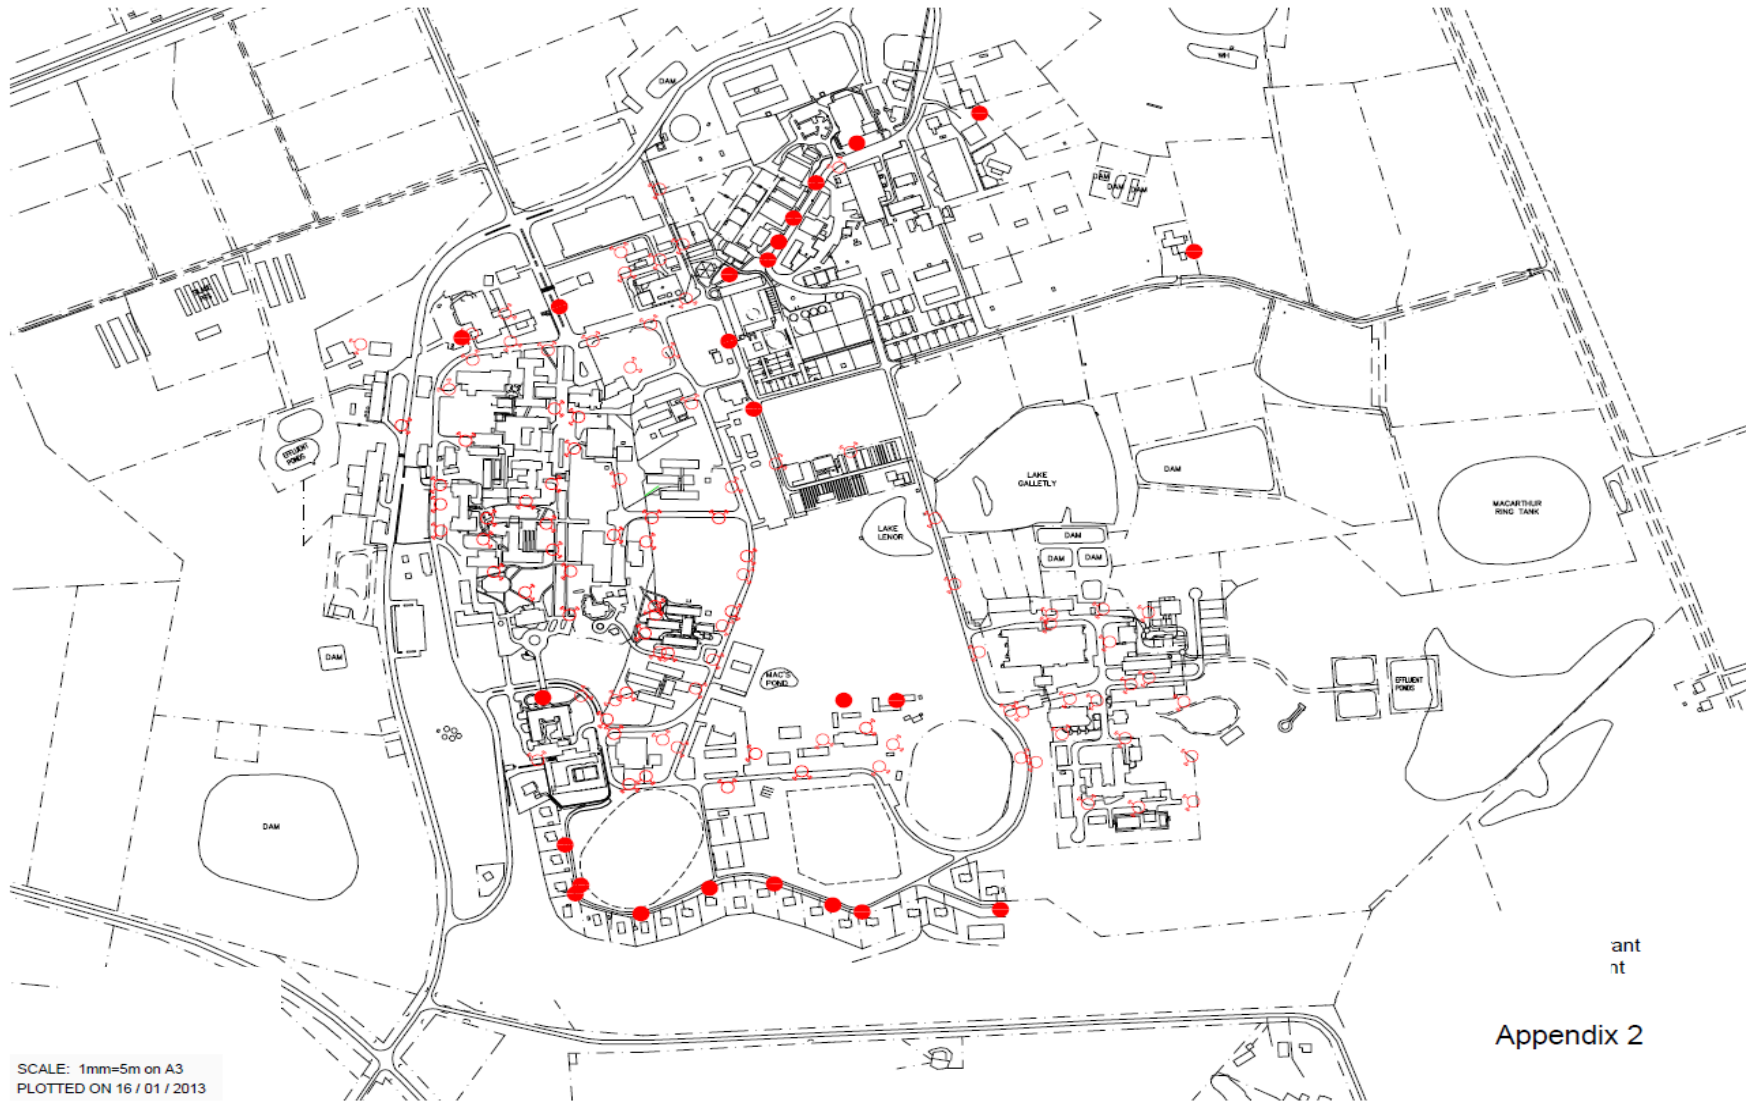 DAM
WH
DAM
DAM
DAM
EFFLUENT
PONDS
LAKE
GALLETLY
DAM
MACARTHUR
RING TANK
LAKE
LENOR
DAM
DAM
DAM
DAM
MAC'S
POND
EFFLUENT
PONDS
DAM
ant
nt
Appendix 2
SCALE: 1mm=5m on A3
PLOTTED ON 16 / 01 / 2013